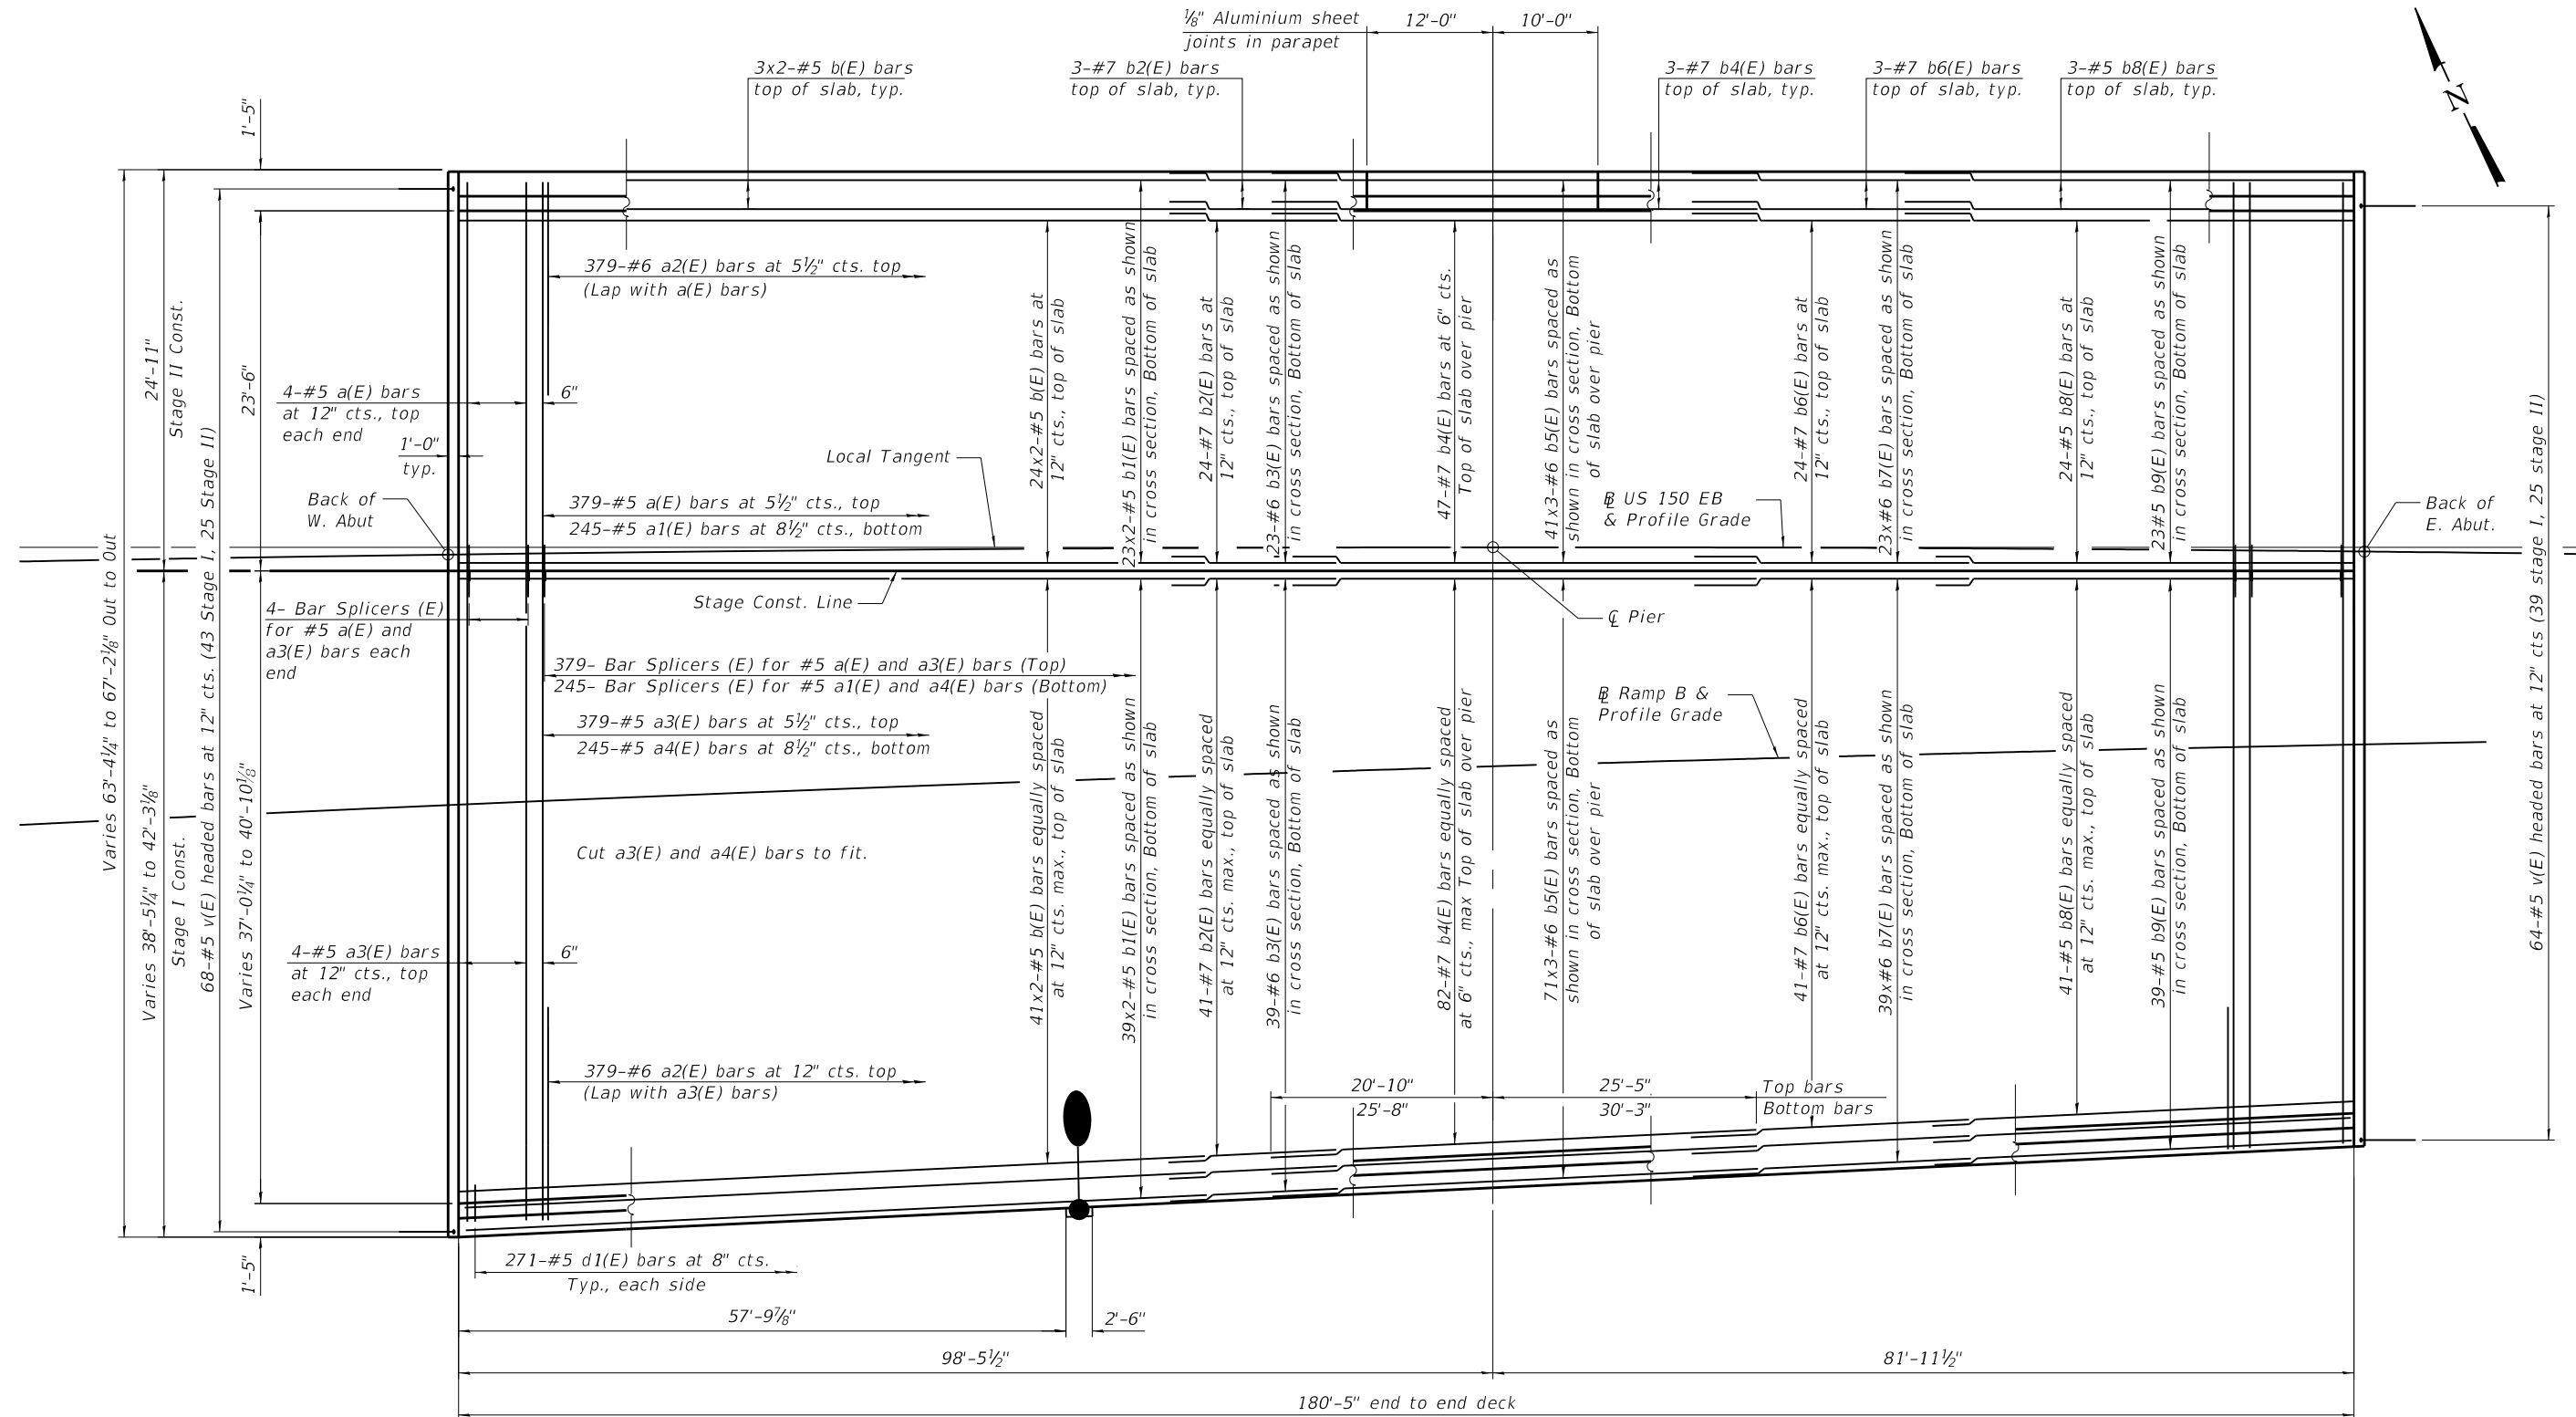 ⅛" Aluminium sheet
joints in parapet
12'-0"
10'-0"
3x2-#5 b(E) bars
top of slab, typ.
3-#7 b2(E) bars
top of slab, typ.
3-#7 b4(E) bars
top of slab, typ.
3-#7 b6(E) bars
top of slab, typ.
3-#5 b8(E) bars
top of slab, typ.
N
1'-5"
24'-11"
Stage II Const.
23'-6"
379-#6 a2(E) bars at 5½" cts. top
(Lap with a(E) bars)
4-#5 a(E) bars
at 12" cts., top
each end
6"
1'-0"
typ.
Back of
W. Abut
Local Tangent
379-#5 a(E) bars at 5½" cts., top
245-#5 a1(E) bars at 8½" cts., bottom
24x2-#5 b(E) bars at
12" cts., top of slab
23x2-#5 b1(E) bars spaced as shown
in cross section, Bottom of slab
24-#7 b2(E) bars at
12" cts., top of slab
23-#6 b3(E) bars spaced as shown
in cross section, Bottom of slab
47-#7 b4(E) bars at 6" cts.
Top of slab over pier
41x3-#6 b5(E) bars spaced as
shown in cross section, Bottom
of slab over pier
24-#7 b6(E) bars at
12" cts., top of slab
23x#6 b7(E) bars spaced as shown
in cross section, Bottom of slab
24-#5 b8(E) bars at
12" cts., top of slab
23#5 b9(E) bars spaced as shown
in cross section, Bottom of slab
℄ US 150 EB
& Profile Grade
Back of
E. Abut.
64-#5 v(E) headed bars at 12" cts (39 stage I, 25 stage II)
Varies 63'-4¼" to 67'-2⅛" Out to Out
Varies 38'-5¼" to 42'-3⅛"
Stage I Const.
68-#5 v(E) headed bars at 12" cts. (43 Stage I, 25 Stage II)
Varies 37'-0¼" to 40'-10⅛"
Stage Const. Line
℄ Pier
4- Bar Splicers (E)
for #5 a(E) and
a3(E) bars each
end
379- Bar Splicers (E) for #5 a(E) and a3(E) bars (Top)
245- Bar Splicers (E) for #5 a1(E) and a4(E) bars (Bottom)
379-#5 a3(E) bars at 5½" cts., top
245-#5 a4(E) bars at 8½" cts., bottom
℄ Ramp B &
Profile Grade
Cut a3(E) and a4(E) bars to fit.
4-#5 a3(E) bars
at 12" cts., top
each end
6"
41x2-#5 b(E) bars equally spaced
at 12" cts. max., top of slab
39x2-#5 b1(E) bars spaced as shown
in cross section, Bottom of slab
41-#7 b2(E) bars equally spaced
at 12" cts. max., top of slab
39-#6 b3(E) bars spaced as shown
in cross section, Bottom of slab
82-#7 b4(E) bars equally spaced
at 6" cts., max Top of slab over pier
71x3-#6 b5(E) bars spaced as
shown in cross section, Bottom
of slab over pier
41-#7 b6(E) bars equally spaced
at 12" cts. max., top of slab
39x#6 b7(E) bars spaced as shown
in cross section, Bottom of slab
41-#5 b8(E) bars equally spaced
at 12" max., top of slab
39-#5 b9(E) bars spaced as shown
in cross section, Bottom of slab
379-#6 a2(E) bars at 12" cts. top
(Lap with a3(E) bars)
20'-10"
25'-5"
Top bars
25'-8"
30'-3"
Bottom bars
1'-5"
271-#5 d1(E) bars at 8" cts.
Typ., each side
57'-9⅞"
2'-6"
98'-5½"
81'-11½"
180'-5" end to end deck